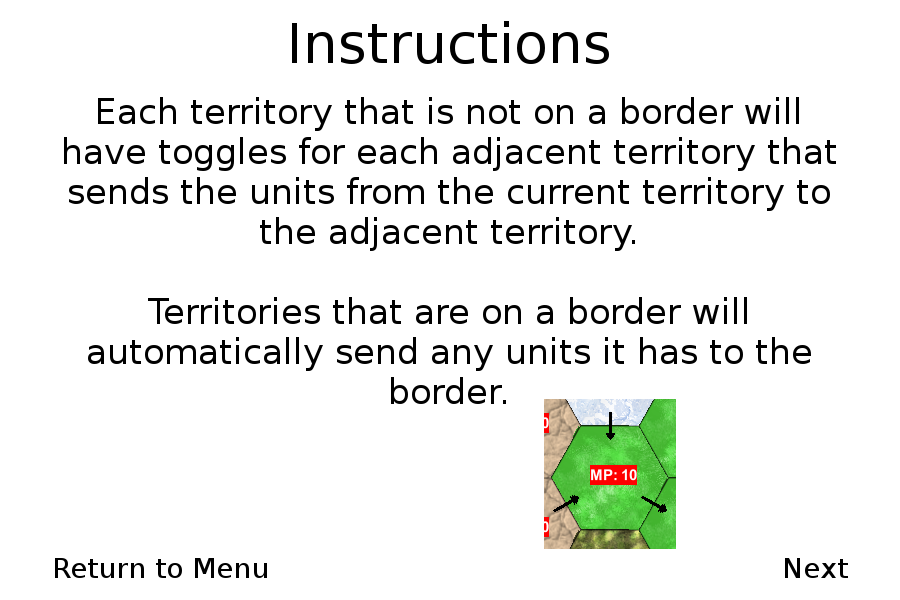 Instructions
Each territory that is not on a border will
have toggles for each adjacent territory that
sends the units from the current territory to
the adjacent territory.
Territories that are on a border will
automatically send any units it has to the
border.
0
MP: 10
0
Return to Menu
Next